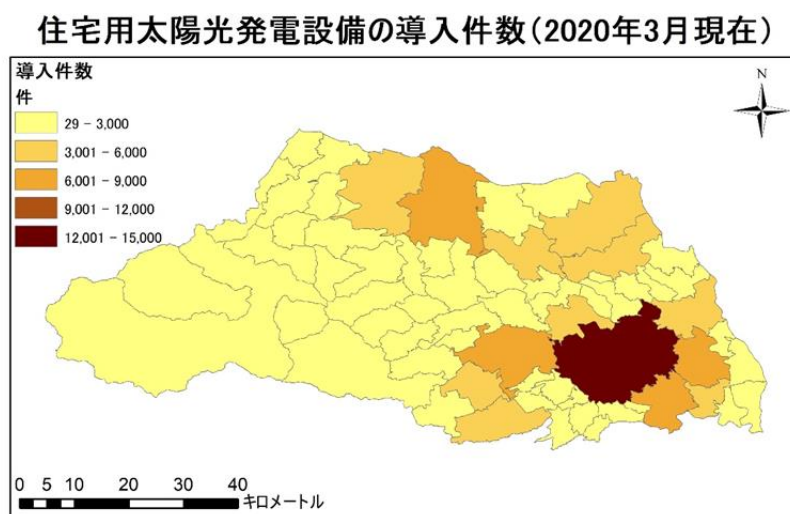 住宅用太陽光発電設備の導入件数(2020年3月現在)
導入件数
件
29 - 3,000
3,001 - 6,000
6,001 - 9,000
9,001 - 12,000
12,001 - 15,000
N
0 5 10 20 30 40
キロメートル